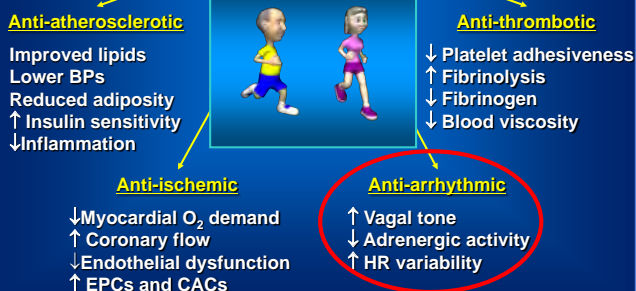 Anti-atherosclerotic
Improved lipids
Lower BPs
Reduced adiposity
↑ Insulin sensitivity
↓Inflammation
Anti-thrombotic
↓ Platelet adhesiveness
↑ Fibrinolysis
↓ Fibrinogen
↓ Blood viscosity
Anti-ischemic
↓Myocardial O₂ demand
↑ Coronary flow
↓Endothelial dysfunction
↑ EPCs and CACs
Anti-arrhythmic
↑ Vagal tone
↓ Adrenergic activity
↑ HR variability